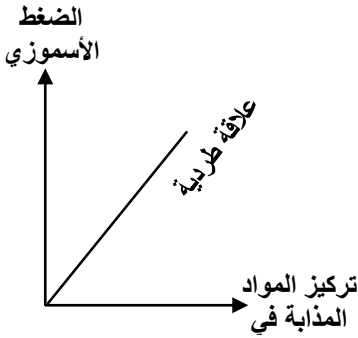 الضغط
الأسموزي
علاقة طردية
تركيز المواد
المذابة في